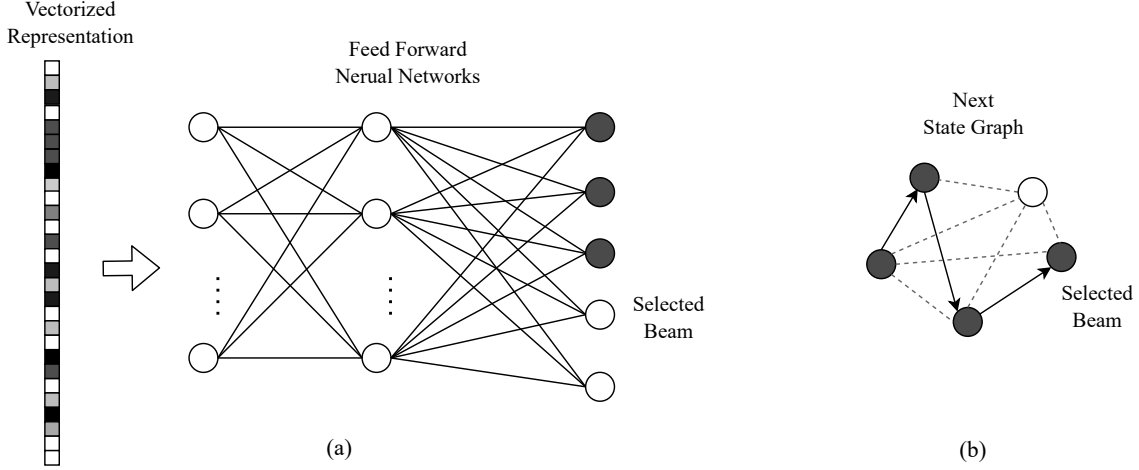 Vectorized
Representation
Feed Forward
Nerual Networks
Selected
Beam
(a)
Next
State Graph
Selected
Beam
(b)